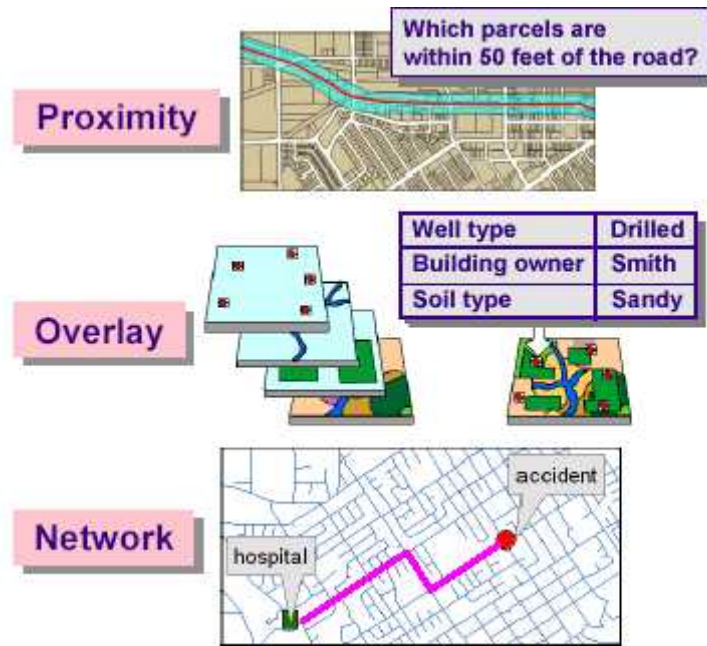 Which parcels are
within 50 feet of the road?
Proximity
Well type Drilled
Building owner Smith
Soil type Sandy
Overlay
accident
Network
hospital